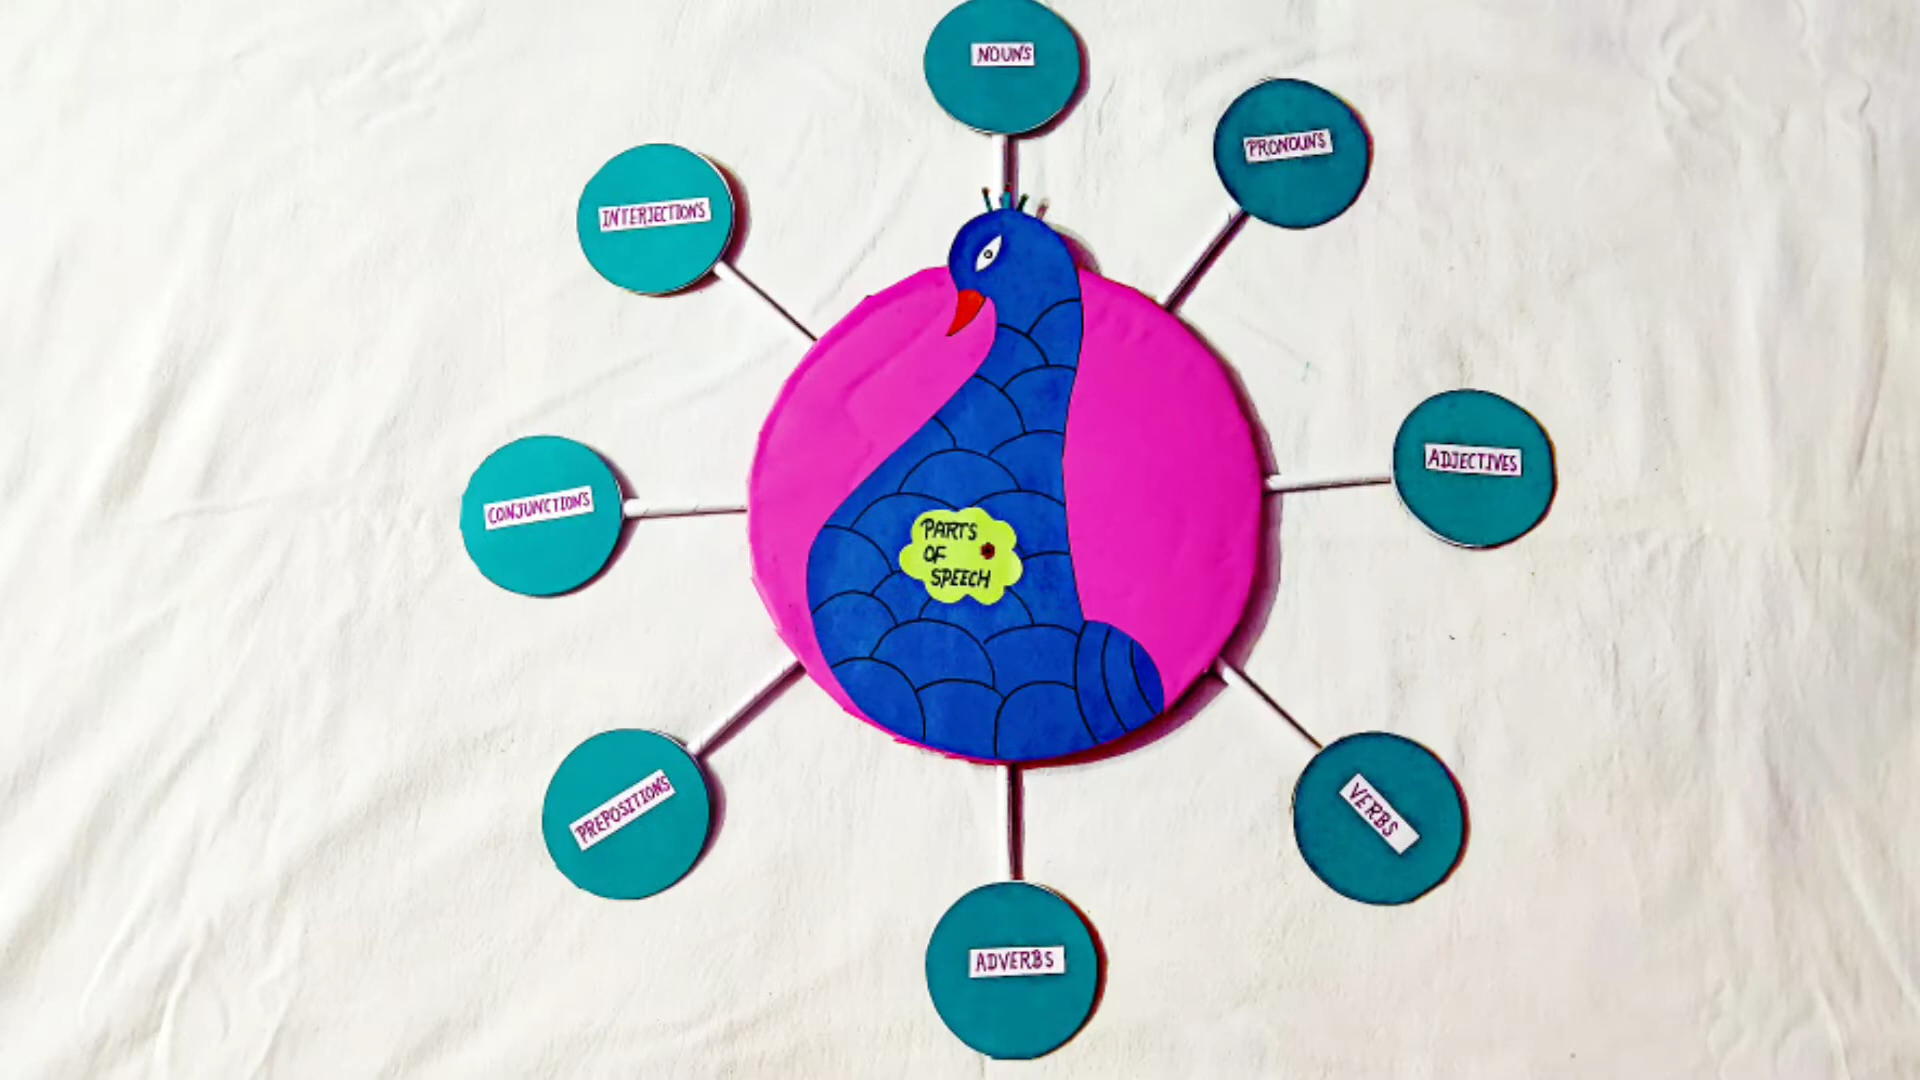 NOUNS
PRONOUNS
INTERJECTIONS
ADJECTIVES
CONJUNCTIONS
PARTS
OF
SPEECH
PREPOSITIONS
VERBS
ADVERBS